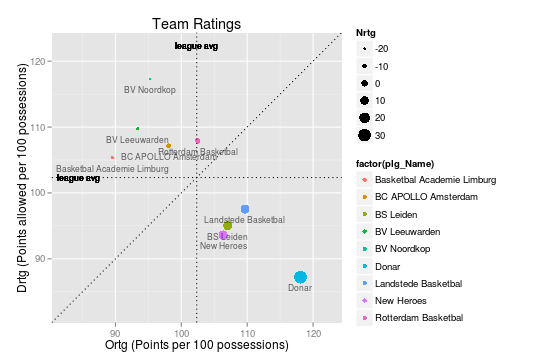 Team Ratings
league avg
BV Noordkop
BV Leeuwarden
Rotterdam Basketbal
BC APOLLO Amsterdam
Basketbal Academie Limburg
league avg
Landstede Basketbal
BS Leiden
New Heroes
Donar
120
110
100
90
90
100
110
120
Drtg (Points allowed per 100 possessions)
Ortg (Points per 100 possessions)
Nrtg
-20
-10
0
10
20
30
factor(plg_Name)
Basketbal Academie Limburg
BC APOLLO Amsterdam
BS Leiden
BV Leeuwarden
BV Noordkop
Donar
Landstede Basketbal
New Heroes
Rotterdam Basketbal